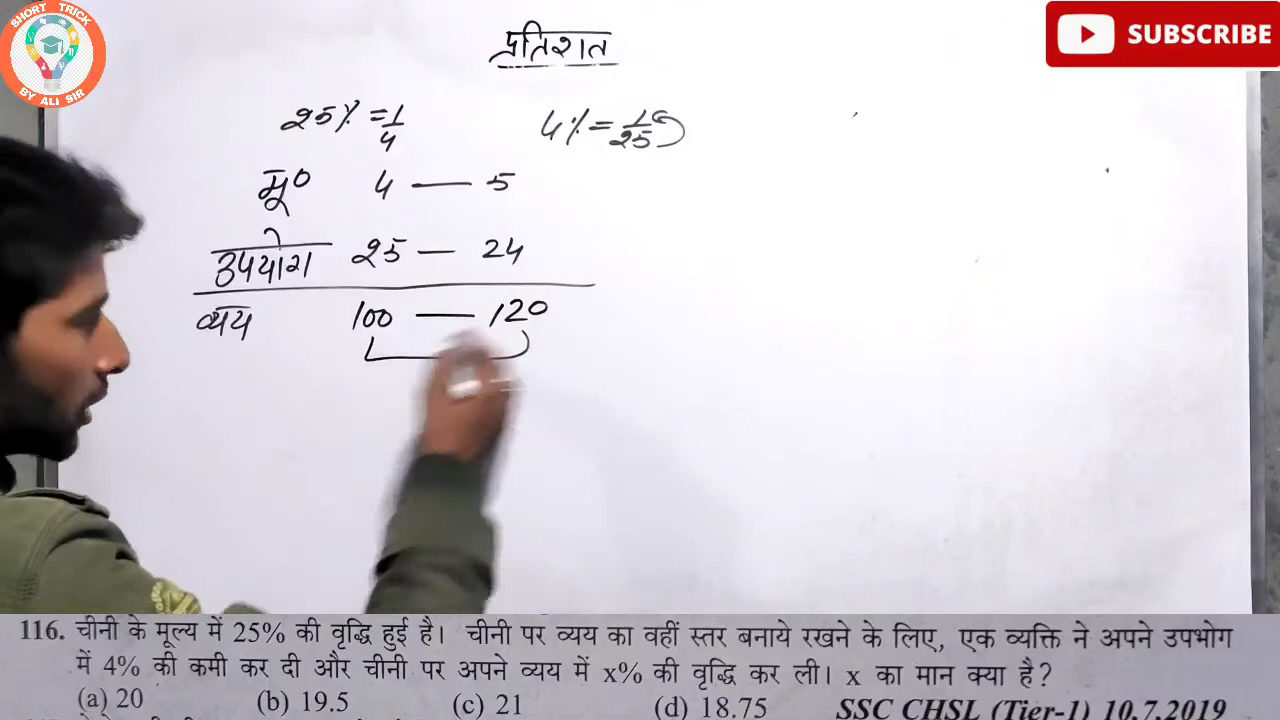 SHORT TRICK
BY ALI SIR
SUBSCRIBE
प्रतिशत
25% = 1/4
4% = 1/25
मू० 4 — 5
उपयोग 25 — 24
व्यय 100 — 120
116. चीनी के मूल्य में 25% की वृद्धि हुई है। चीनी पर व्यय का वहीं स्तर बनाये रखने के लिए, एक व्यक्ति ने अपने उपभोग
में 4% की कमी कर दी और चीनी पर अपने व्यय में x% की वृद्धि कर ली। x का मान क्या है?
(a) 20 (b) 19.5 (c) 21 (d) 18.75 SSC CHSL (Tier-1) 10.7.2019